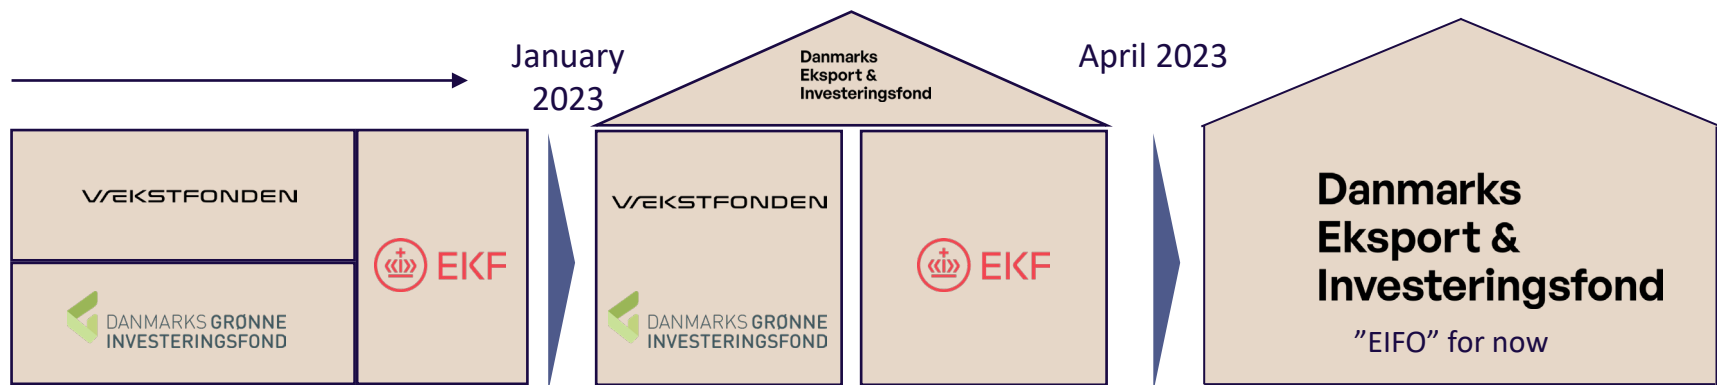 January
2023
VÆKSTFONDEN
EKF
DANMARKS GRØNNE
INVESTERINGSFOND
Danmarks
Eksport &
Investeringsfond
VÆKSTFONDEN
DANMARKS GRØNNE
INVESTERINGSFOND
EKF
April 2023
Danmarks
Eksport &
Investeringsfond
”EIFO” for now